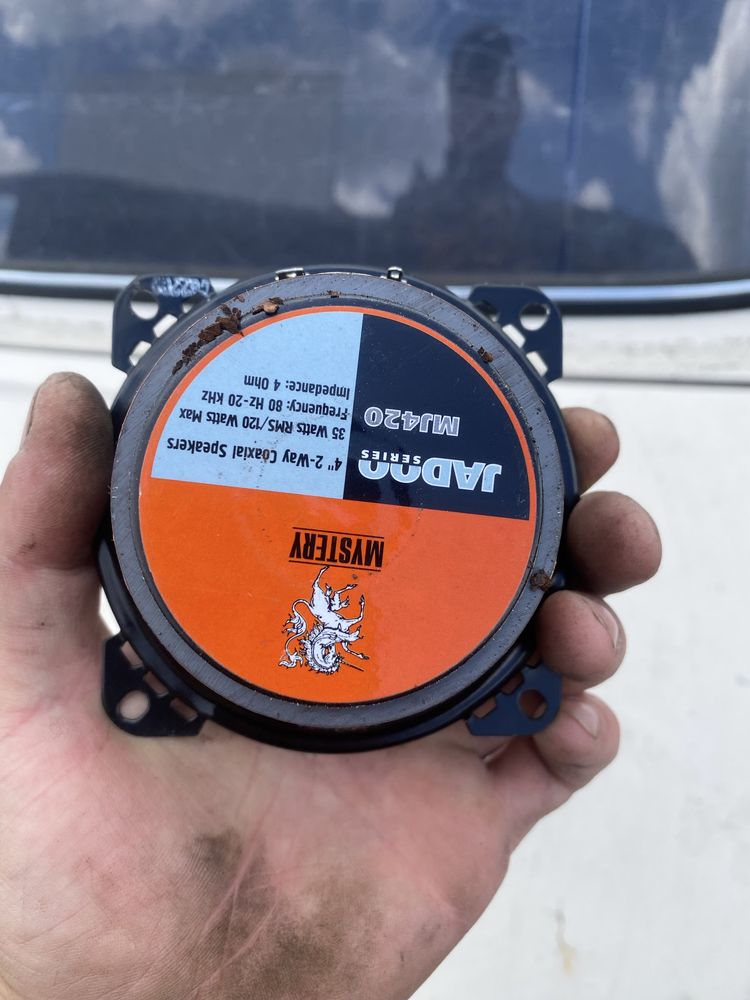 MYSTERY
JADOO
SERIES
MJ420
4" 2-Way Coaxial Speakers
35 Watts RMS/120 Watts Max
Frequency: 80 Hz-20 kHz
Impedance: 4 Ohm